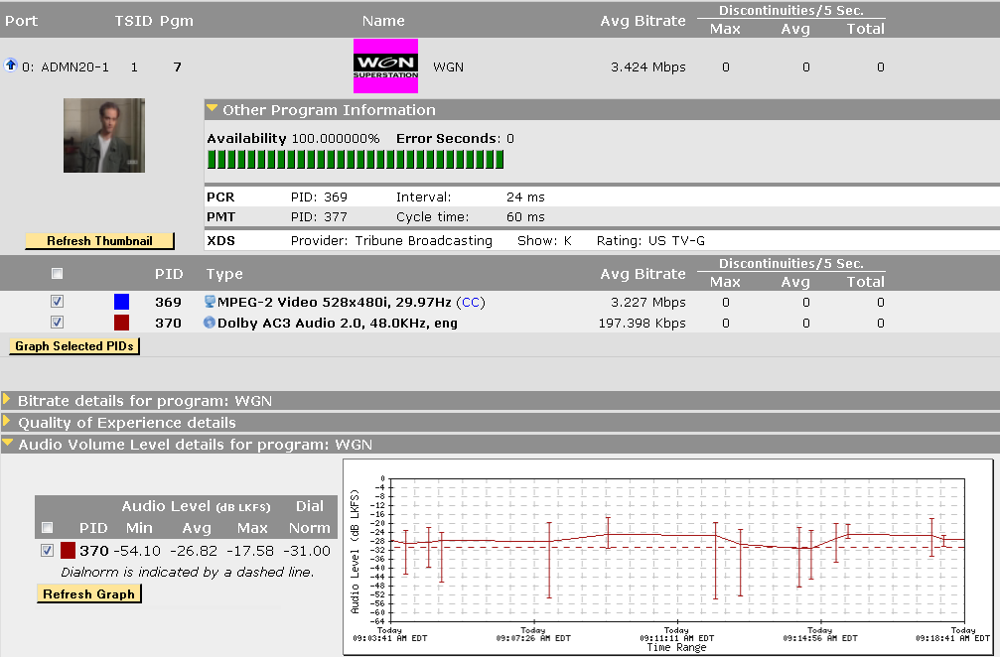 Port TSID Pgm Name Avg Bitrate Discontinuities/5 Sec.
Max Avg Total
0: ADMN20-1 1 7 WGN SUPERSTATION WGN 3.424 Mbps 0 0 0
Other Program Information
Availability 100.000000% Error Seconds: 0
PCR PID: 369 Interval: 24 ms
PMT PID: 377 Cycle time: 60 ms
Refresh Thumbnail
XDS Provider: Tribune Broadcasting Show: K Rating: US TV-G
PID Type Avg Bitrate Discontinuities/5 Sec.
Max Avg Total
369 MPEG-2 Video 528x480i, 29.97Hz (CC) 3.227 Mbps 0 0 0
370 Dolby AC3 Audio 2.0, 48.0KHz, eng 197.398 Kbps 0 0 0
Graph Selected PIDs
Bitrate details for program: WGN
Quality of Experience details
Audio Volume Level details for program: WGN
Audio Level (dB LKFS) Dial
PID Min Avg Max Norm
370 -54.10 -26.82 -17.58 -31.00
Dialnorm is indicated by a dashed line.
Refresh Graph
Audio Level (dB LKFS)
0
-4
-8
-12
-16
-20
-24
-28
-32
-36
-40
-44
-48
-52
-56
-60
-64
Today Today Today Today Today
09:03:41 AM EDT 09:07:26 AM EDT 09:11:11 AM EDT 09:14:56 AM EDT 09:18:41 AM EDT
Time Range